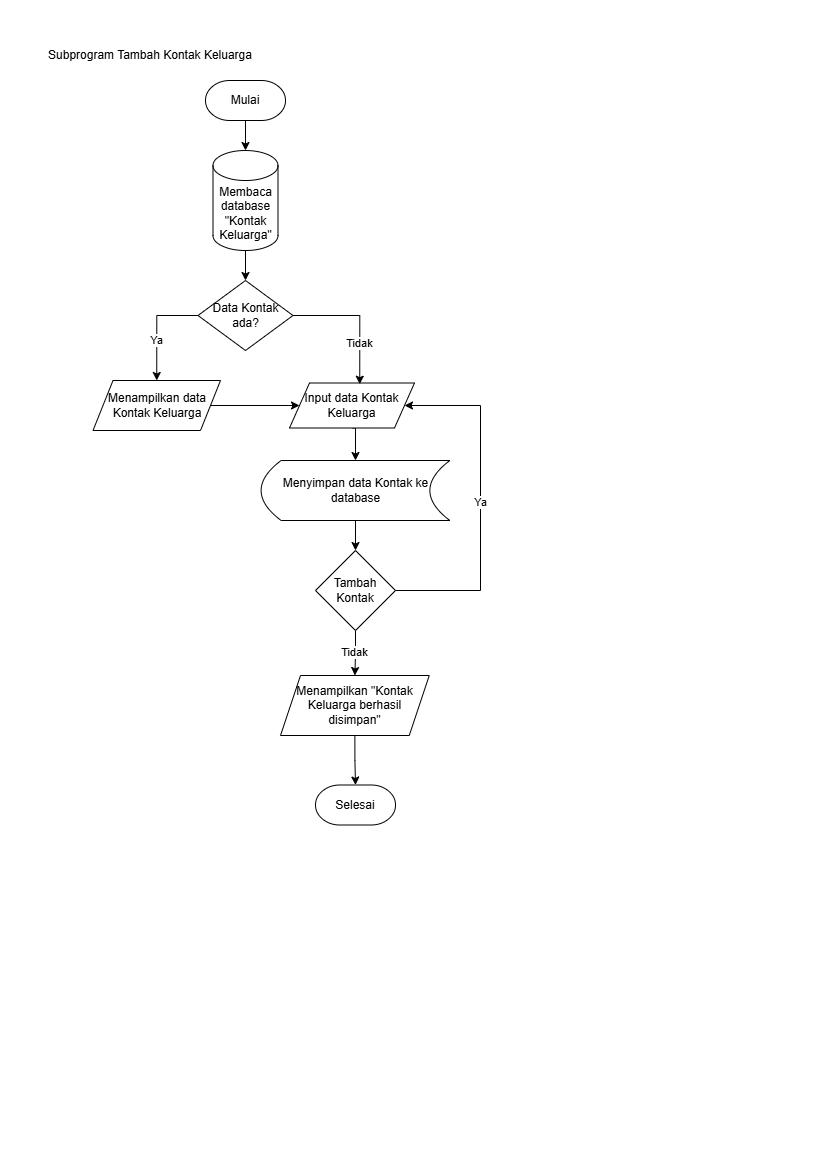 Subprogram Tambah Kontak Keluarga
Mulai
Membaca
database
"Kontak
Keluarga"
Data Kontak
ada?
Ya
Tidak
Menampilkan data
Kontak Keluarga
Input data Kontak
Keluarga
Menyimpan data Kontak ke
database
Ya
Tambah
Kontak
Tidak
Menampilkan "Kontak
Keluarga berhasil
disimpan"
Selesai